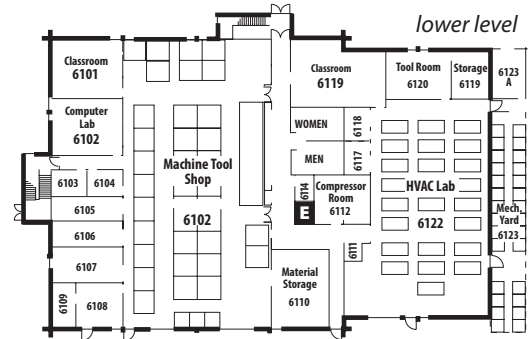 lower level
Classroom
6101
Classroom
6119
Tool Room
6120
Storage
6119
6123
A
Computer
Lab
6102
WOMEN
6118
MEN
6117
6103
6104
Machine Tool
Shop
6102
6114
Compressor
Room
6112
E
HVAC Lab
6122
Mech.
Yard
6123
6105
6106
6107
6111
Material
Storage
6110
6109
6108